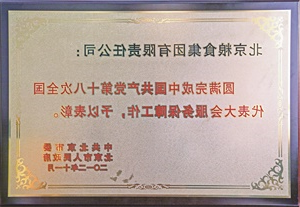 北京粮食集团有限责任公司：
圆满完成中国共产党第十八次全国
代表大会服务保障工作，予以表彰。
中共北京市委
北京市人民政府
二〇一二年十一月